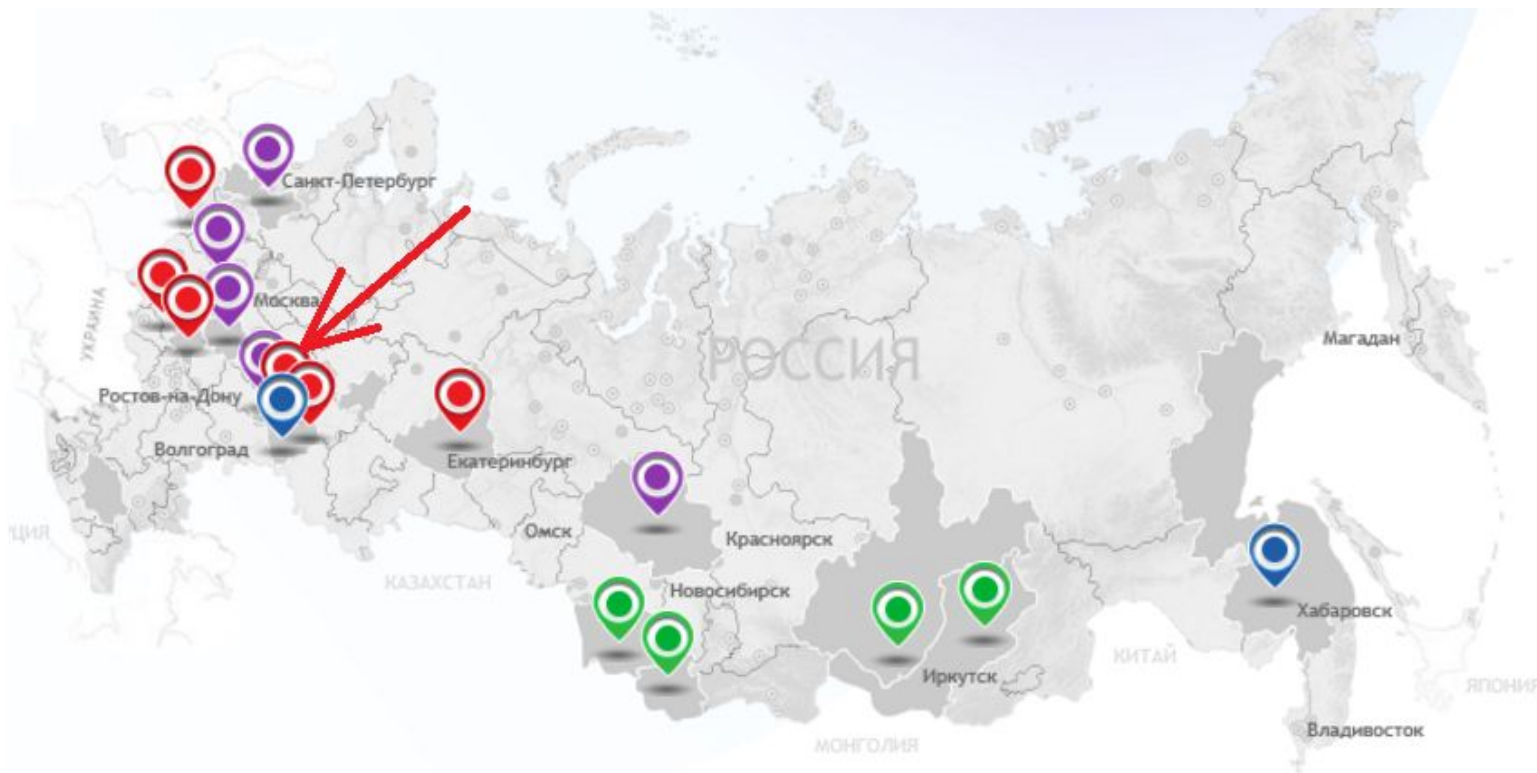 Санкт-Петербург
Москва
УКРАИНА
РОССИЯ
Магадан
Ростов-на-Дону
Волгоград
Екатеринбург
Омск
Красноярск
ЦИЯ
КАЗАХСТАН
Новосибирск
Хабаровск
КИТАЙ
Иркутск
ЯПОНИЯ
Владивосток
МОНГОЛИЯ